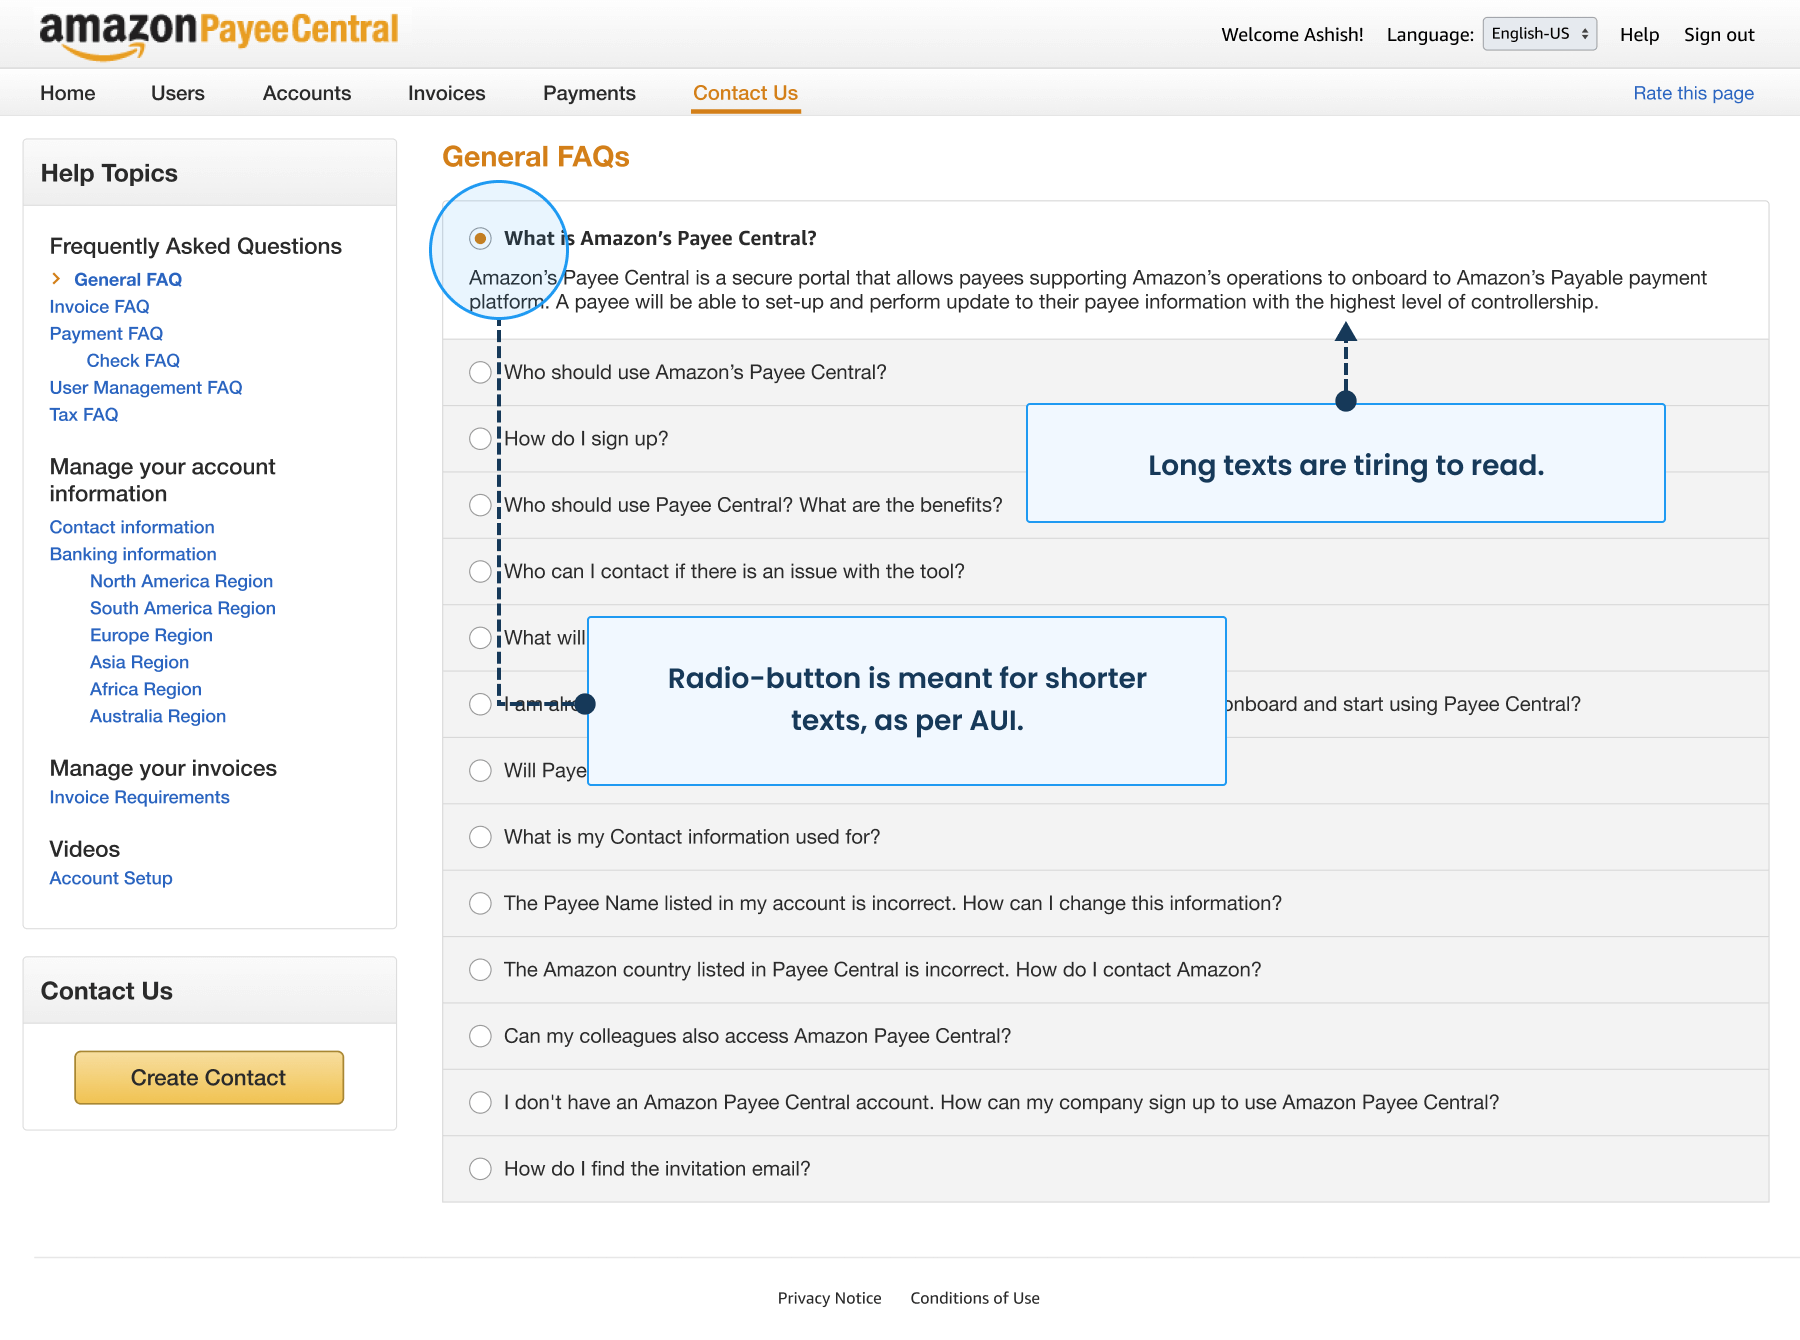 amazonPayeeCentral
Welcome Ashish! Language: English-US Help Sign out
Home Users Accounts Invoices Payments Contact Us Rate this page
Help Topics
Frequently Asked Questions
General FAQ
Invoice FAQ
Payment FAQ
Check FAQ
User Management FAQ
Tax FAQ
Manage your account
information
Contact information
Banking information
North America Region
South America Region
Europe Region
Asia Region
Africa Region
Australia Region
Manage your invoices
Invoice Requirements
Videos
Account Setup
Contact Us
Create Contact
General FAQs
What is Amazon’s Payee Central?
Amazon’s Payee Central is a secure portal that allows payees supporting Amazon’s operations to onboard to Amazon’s Payable payment
platform. A payee will be able to set-up and perform update to their payee information with the highest level of controllership.
Who should use Amazon’s Payee Central?
How do I sign up?
Long texts are tiring to read.
Who should use Payee Central? What are the benefits?
Who can I contact if there is an issue with the tool?
What will
Radio-button is meant for shorter
texts, as per AUI.
I am onboard and start using Payee Central?
Will
What is my Contact information used for?
The Payee Name listed in my account is incorrect. How can I change this information?
The Amazon country listed in Payee Central is incorrect. How do I contact Amazon?
Can my colleagues also access Amazon Payee Central?
I don't have an Amazon Payee Central account. How can my company sign up to use Amazon Payee Central?
How do I find the invitation email?
Privacy Notice Conditions of Use